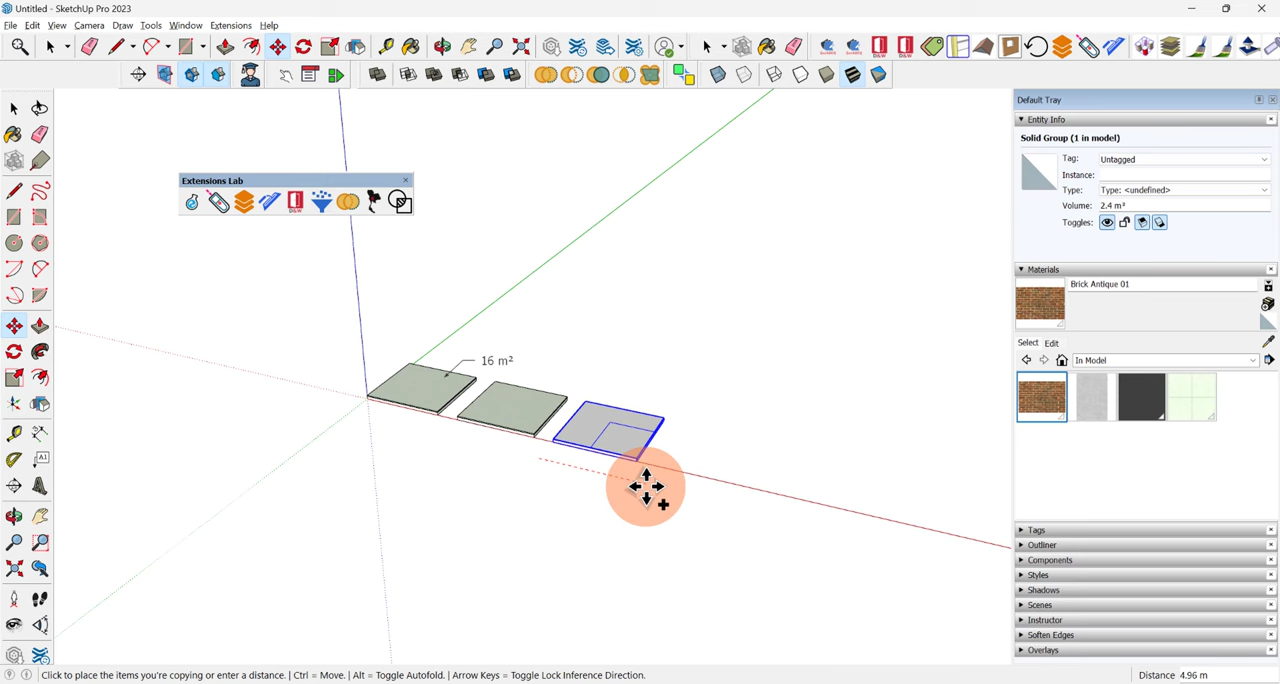 Untitled - SketchUp Pro 2023
File Edit View Camera Draw Tools Window Extensions Help
D&W D&W
Extensions Lab
D&W
16 m²
A1
Default Tray
Entity Info
Solid Group (1 in model)
Tag: Untagged
Instance:
Type: Type: <undefined>
Volume: 2.4 m³
Toggles:
Materials
Brick Antique 01
Select Edit
In Model
Tags
Outliner
Components
Styles
Shadows
Scenes
Instructor
Soften Edges
Overlays
Click to place the items you're copying or enter a distance. | Ctrl = Move. | Alt = Toggle Autofold. | Arrow Keys = Toggle Lock Inference Direction.
Distance 4.96 m